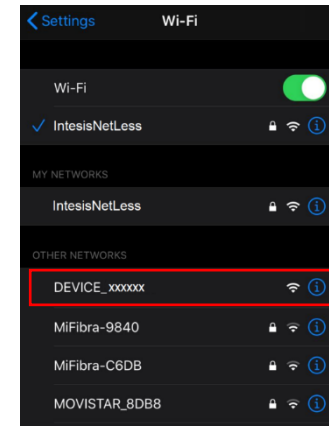 Settings Wi-Fi
Wi-Fi
IntesisNetLess
MY NETWORKS
IntesisNetLess
OTHER NETWORKS
DEVICE_xxxxxx
MiFibra-9840
MiFibra-C6DB
MOVISTAR_8DB8